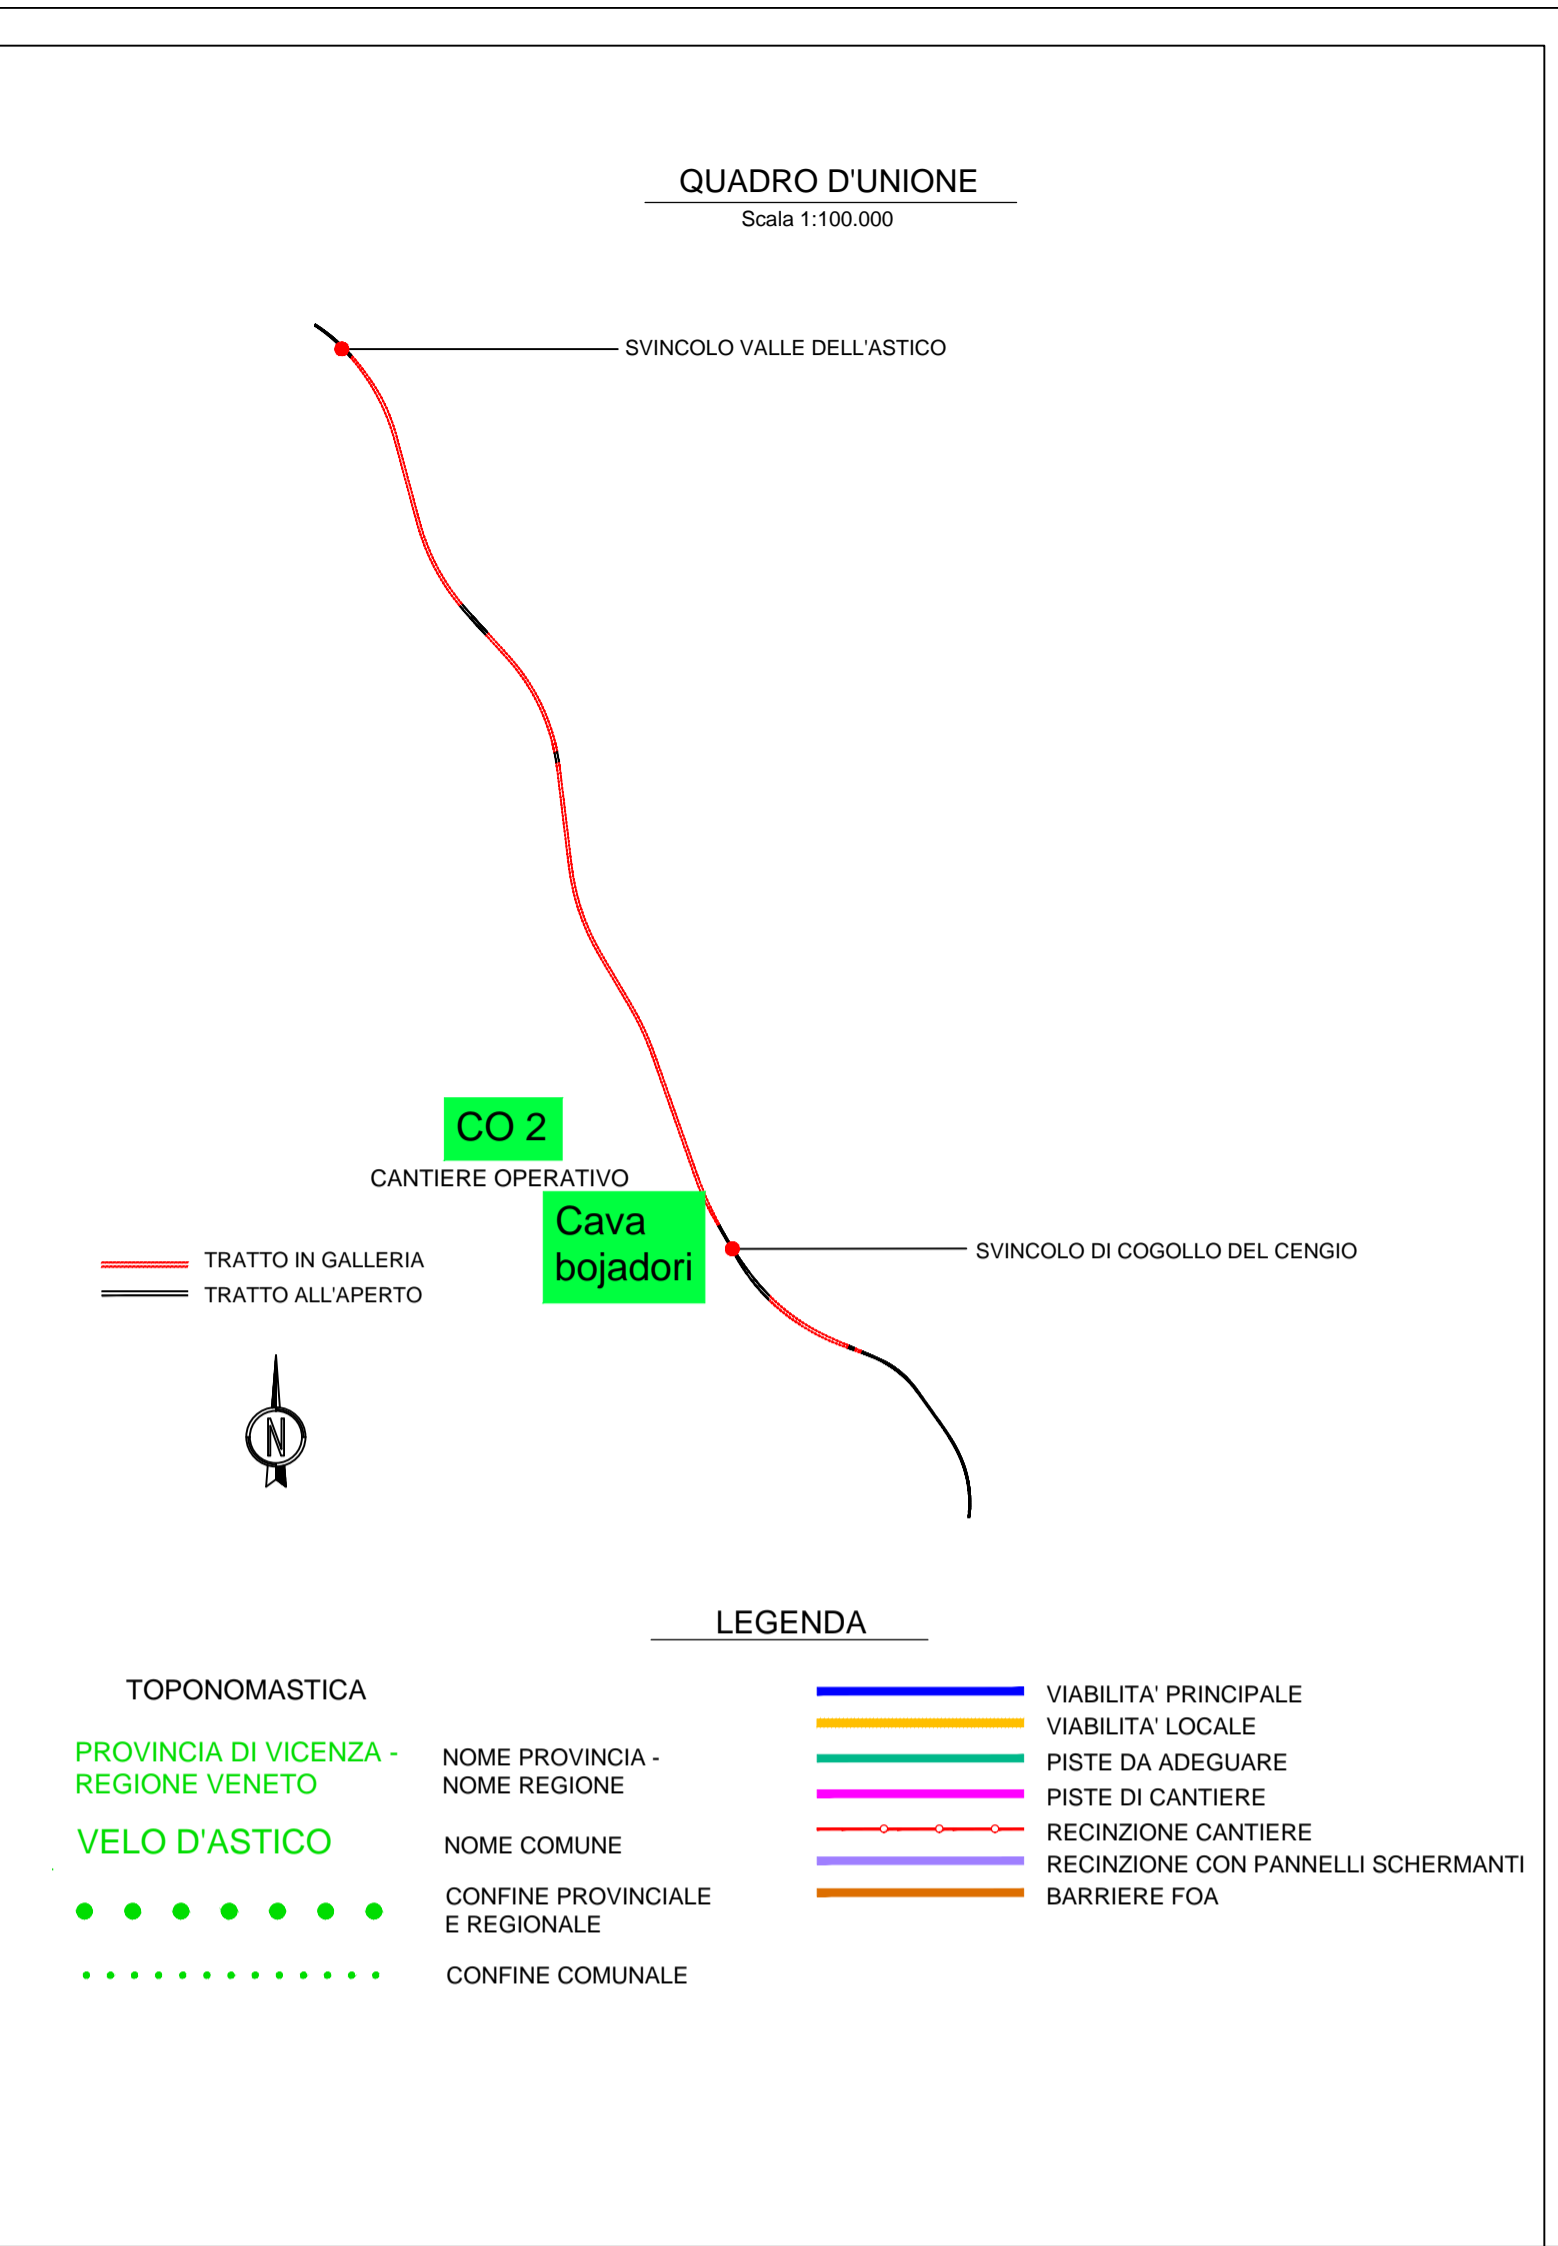 QUADRO D'UNIONE
Scala 1:100.000
SVINCOLO VALLE DELL'ASTICO
CO 2
CANTIERE OPERATIVO
Cava
bojadori
SVINCOLO DI COGOLLO DEL CENGIO
TRATTO IN GALLERIA
TRATTO ALL'APERTO
N
LEGENDA
TOPONOMASTICA
PROVINCIA DI VICENZA -
REGIONE VENETO
NOME PROVINCIA -
NOME REGIONE
VELO D'ASTICO
NOME COMUNE
CONFINE PROVINCIALE
E REGIONALE
CONFINE COMUNALE
VIABILITA' PRINCIPALE
VIABILITA' LOCALE
PISTE DA ADEGUARE
PISTE DI CANTIERE
RECINZIONE CANTIERE
RECINZIONE CON PANNELLI SCHERMANTI
BARRIERE FOA